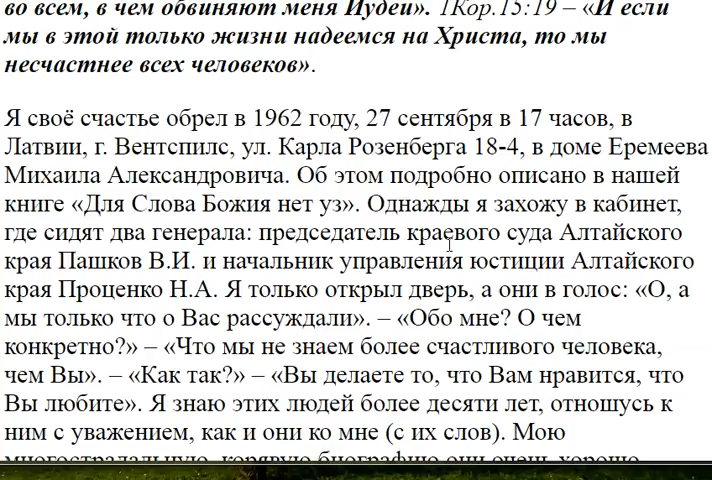 во всем, в чем обвиняют меня Иудеи». 1Кор.15:19 – «И если
мы в этой только жизни надеемся на Христа, то мы
несчастнее всех человеков».
Я своё счастье обрел в 1962 году, 27 сентября в 17 часов, в
Латвии, г. Вентспилс, ул. Карла Розенберга 18-4, в доме Еремеева
Михаила Александровича. Об этом подробно описано в нашей
книге «Для Слова Божия нет уз». Однажды я захожу в кабинет,
где сидят два генерала: председатель краевого суда Алтайского
края Пашков В.И. и начальник управления юстиции Алтайского
края Проценко Н.А. Я только открыл дверь, а они в голос: «О, а
мы только что о Вас рассуждали». – «Обо мне? О чем
конкретно?» – «Что мы не знаем более счастливого человека,
чем Вы». – «Как так?» – «Вы делаете то, что Вам нравится, что
Вы любите». Я знаю этих людей более десяти лет, отношусь к
ним с уважением, как и они ко мне (с их слов). Мою
многострадальную, корявую биографию они очень хорошо